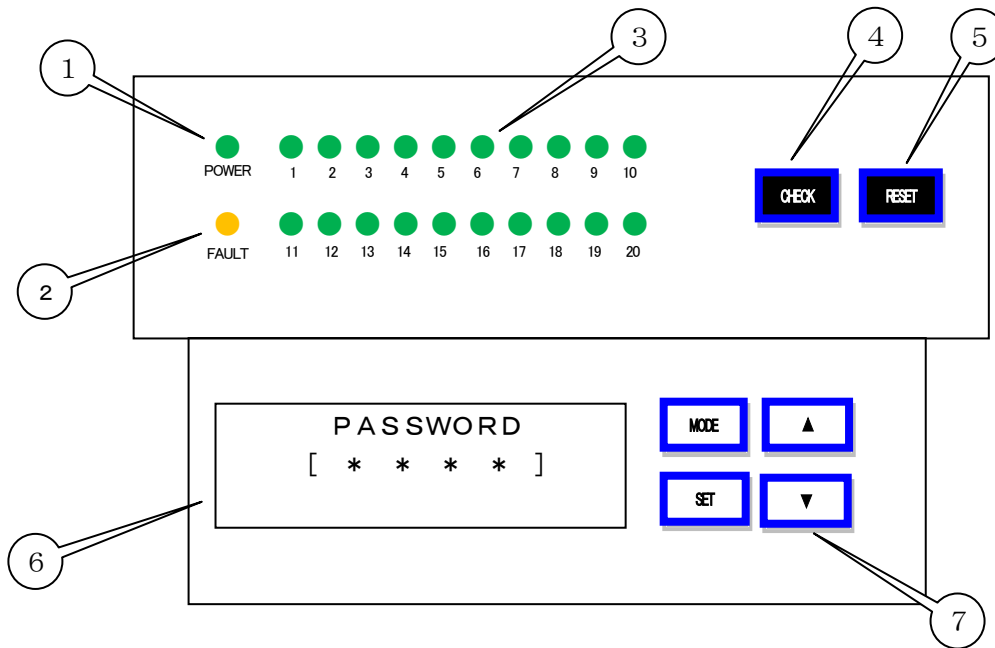 3
4
5
1
POWER
1 2 3 4 5 6 7 8 9 10
CHECK
RESET
FAULT
11 12 13 14 15 16 17 18 19 20
2
PASSWORD
[ * * * * ]
MODE
▲
SET
▼
6
7